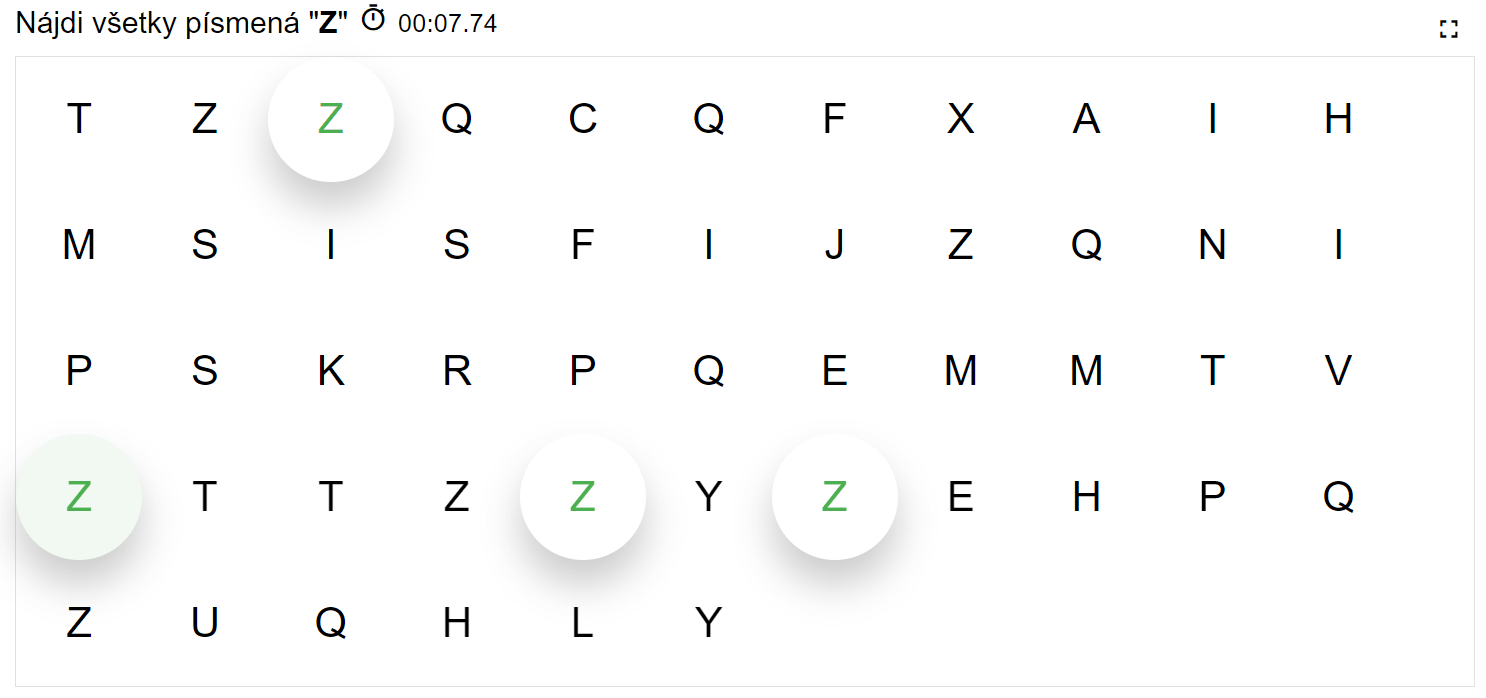 Nájdi všetky písmená "Z" 00:07.74
T Z Z Q C Q F X A I H
M S I S F I J Z Q N I
P S K R P Q E M M T V
Z T T Z Z Y Z E H P Q
Z U Q H L Y